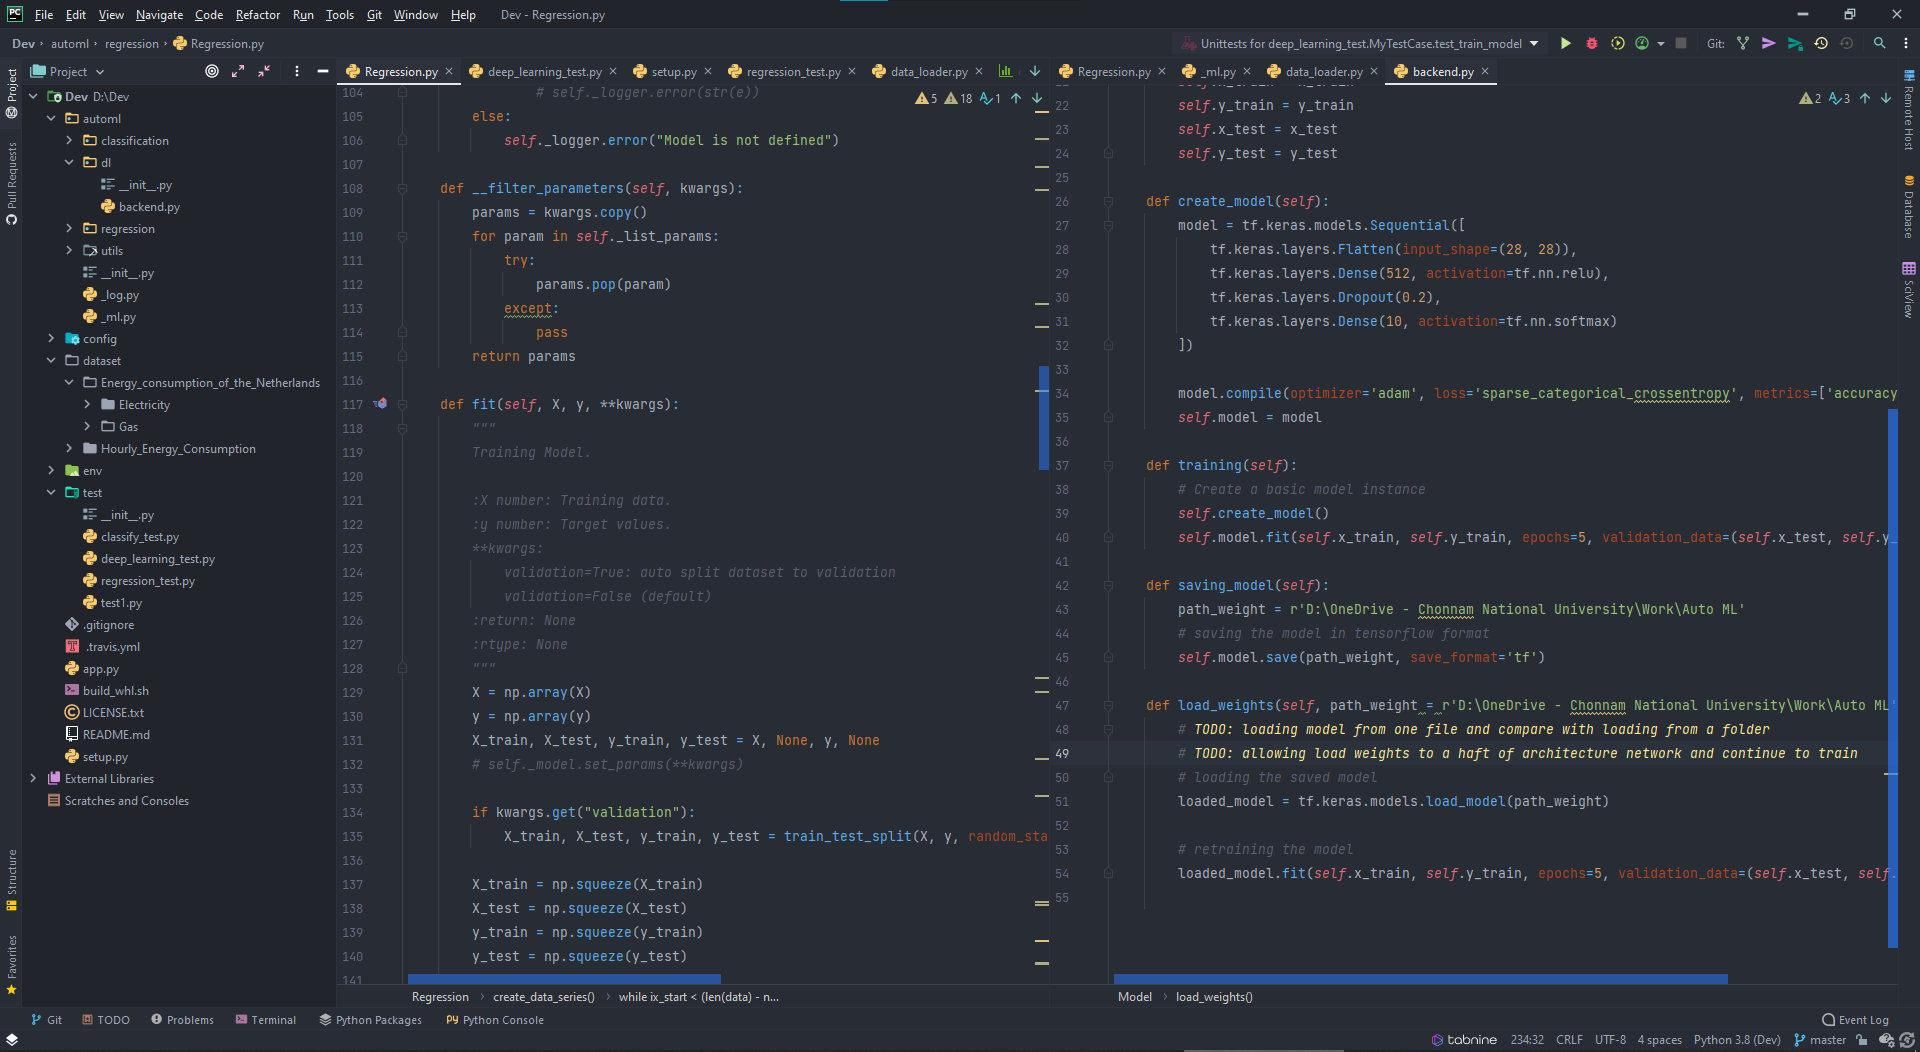 File Edit View Navigate Code Refactor Run Tools Git Window Help Dev - Regression.py
Dev › automl › regression › Regression.py
Unittests for deep_learning_test.MyTestCase.test_train_model
Git:
Project
Regression.py
deep_learning_test.py
setup.py
regression_test.py
data_loader.py
Regression.py
_ml.py
data_loader.py
backend.py
Project
Pull Requests
Structure
Favorites
Dev D:\Dev
automl
classification
dl
__init__.py
backend.py
regression
utils
__init__.py
_log.py
_ml.py
config
dataset
Energy_consumption_of_the_Netherlands
Electricity
Gas
Hourly_Energy_Consumption
env
test
__init__.py
classify_test.py
deep_learning_test.py
regression_test.py
test1.py
.gitignore
.travis.yml
app.py
build_whl.sh
LICENSE.txt
README.md
setup.py
External Libraries
Scratches and Consoles
5 18 1
104 # self._logger.error(str(e))
105 else:
106 self._logger.error("Model is not defined")
107
108 def __filter_parameters(self, kwargs):
109 params = kwargs.copy()
110 for param in self._list_params:
111 try:
112 params.pop(param)
113 except:
114 pass
115 return params
116
117 def fit(self, X, y, **kwargs):
118 """
119 Training Model.
120
121 :X number: Training data.
122 :y number: Target values.
123 **kwargs:
124 validation=True: auto split dataset to validation
125 validation=False (default)
126 :return: None
127 :rtype: None
128 """
129 X = np.array(X)
130 y = np.array(y)
131 X_train, X_test, y_train, y_test = X, None, y, None
132 # self._model.set_params(**kwargs)
133
134 if kwargs.get("validation"):
135 X_train, X_test, y_train, y_test = train_test_split(X, y, random_sta
136
137 X_train = np.squeeze(X_train)
138 X_test = np.squeeze(X_test)
139 y_train = np.squeeze(y_train)
140 y_test = np.squeeze(y_test)
141
Regression › create_data_series() › while ix_start < (len(data) - n...
2 3
22 self.y_train = y_train
23 self.x_test = x_test
24 self.y_test = y_test
25
26 def create_model(self):
27 model = tf.keras.models.Sequential([
28 tf.keras.layers.Flatten(input_shape=(28, 28)),
29 tf.keras.layers.Dense(512, activation=tf.nn.relu),
30 tf.keras.layers.Dropout(0.2),
31 tf.keras.layers.Dense(10, activation=tf.nn.softmax)
32 ])
33
34 model.compile(optimizer='adam', loss='sparse_categorical_crossentropy', metrics=['accuracy
35 self.model = model
36
37 def training(self):
38 # Create a basic model instance
39 self.create_model()
40 self.model.fit(self.x_train, self.y_train, epochs=5, validation_data=(self.x_test, self.y_
41
42 def saving_model(self):
43 path_weight = r'D:\OneDrive - Chonnam National University\Work\Auto ML'
44 # saving the model in tensorflow format
45 self.model.save(path_weight, save_format='tf')
46
47 def load_weights(self, path_weight = r'D:\OneDrive - Chonnam National University\Work\Auto ML'
48 # TODO: loading model from one file and compare with loading from a folder
49 # TODO: allowing load weights to a haft of architecture network and continue to train
50 # loading the saved model
51 loaded_model = tf.keras.models.load_model(path_weight)
52
53 # retraining the model
54 loaded_model.fit(self.x_train, self.y_train, epochs=5, validation_data=(self.x_test, self.
55
Model › load_weights()
Remote Host
Database
SciView
Git TODO Problems Terminal Python Packages Python Console Event Log
tabnine 234:32 CRLF UTF-8 4 spaces Python 3.8 (Dev) master